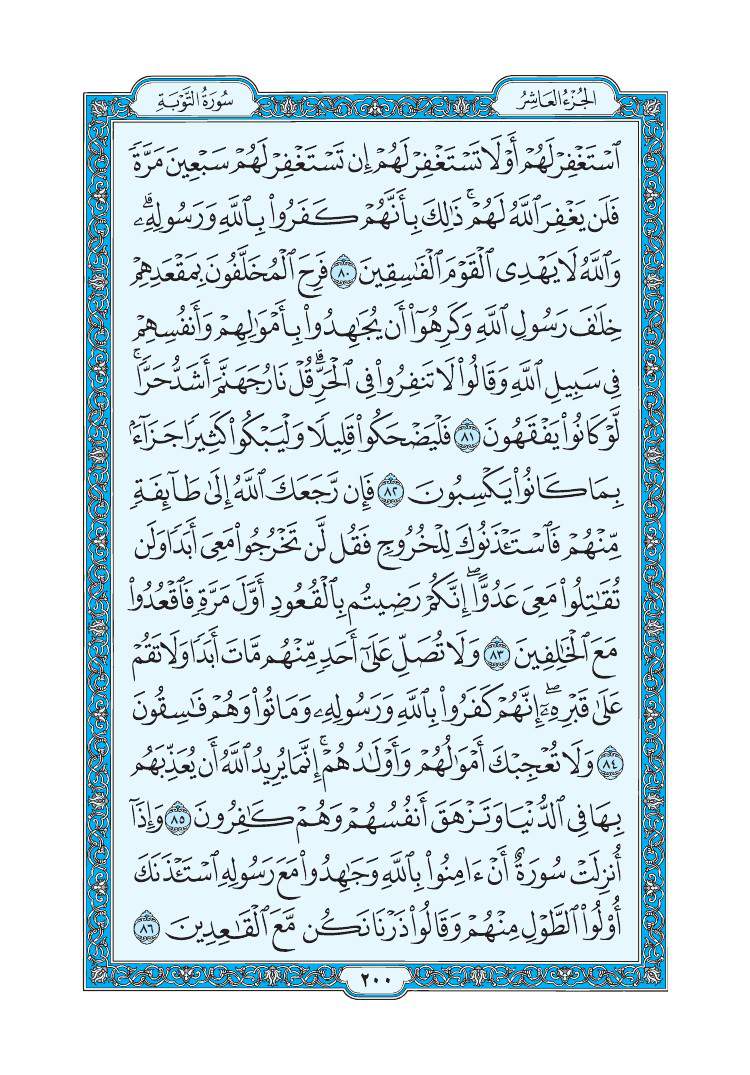 الجزء العاشر
سورة التوبة
ٱسْتَغْفِرْ لَهُمْ أَوْ لَا تَسْتَغْفِرْ لَهُمْ إِن تَسْتَغْفِرْ لَهُمْ سَبْعِينَ مَرَّةً
فَلَن يَغْفِرَ ٱللَّهُ لَهُمْ ۚ ذَٰلِكَ بِأَنَّهُمْ كَفَرُوا۟ بِٱللَّهِ وَرَسُولِهِۦ ۗ
وَٱللَّهُ لَا يَهْدِى ٱلْقَوْمَ ٱلْفَٰسِقِينَ ٨٠ فَرِحَ ٱلْمُخَلَّفُونَ بِمَقْعَدِهِمْ
خِلَٰفَ رَسُولِ ٱللَّهِ وَكَرِهُوٓا۟ أَن يُجَٰهِدُوا۟ بِأَمْوَٰلِهِمْ وَأَنفُسِهِمْ
فِى سَبِيلِ ٱللَّهِ وَقَالُوا۟ لَا تَنفِرُوا۟ فِى ٱلْحَرِّ ۗ قُلْ نَارُ جَهَنَّمَ أَشَدُّ حَرًّا ۚ
لَّوْ كَانُوا۟ يَفْقَهُونَ ٨١ فَلْيَضْحَكُوا۟ قَلِيلًا وَلْيَبْكُوا۟ كَثِيرًا جَزَآءًۢ
بِمَا كَانُوا۟ يَكْسِبُونَ ٨٢ فَإِن رَّجَعَكَ ٱللَّهُ إِلَىٰ طَآئِفَةٍ
مِّنْهُمْ فَٱسْتَـْٔذَنُوكَ لِلْخُرُوجِ فَقُل لَّن تَخْرُجُوا۟ مَعِىَ أَبَدًا وَلَن
تُقَٰتِلُوا۟ مَعِىَ عَدُوًّا ۖ إِنَّكُمْ رَضِيتُم بِٱلْقُعُودِ أَوَّلَ مَرَّةٍ فَٱقْعُدُوا۟
مَعَ ٱلْخَٰلِفِينَ ٨٣ وَلَا تُصَلِّ عَلَىٰٓ أَحَدٍ مِّنْهُم مَّاتَ أَبَدًا وَلَا تَقُمْ
عَلَىٰ قَبْرِهِۦٓ ۖ إِنَّهُمْ كَفَرُوا۟ بِٱللَّهِ وَرَسُولِهِۦ وَمَاتُوا۟ وَهُمْ فَٰسِقُونَ
٨٤ وَلَا تُعْجِبْكَ أَمْوَٰلُهُمْ وَأَوْلَٰدُهُمْ ۚ إِنَّمَا يُرِيدُ ٱللَّهُ أَن يُعَذِّبَهُم
بِهَا فِى ٱلدُّنْيَا وَتَزْهَقَ أَنفُسُهُمْ وَهُمْ كَٰفِرُونَ ٨٥ وَإِذَآ
أُنزِلَتْ سُورَةٌ أَنْ ءَامِنُوا۟ بِٱللَّهِ وَجَٰهِدُوا۟ مَعَ رَسُولِهِ ٱسْتَـْٔذَنَكَ
أُو۟لُوا۟ ٱلطَّوْلِ مِنْهُمْ وَقَالُوا۟ ذَرْنَا نَكُن مَّعَ ٱلْقَٰعِدِينَ ٨٦
٢٠٠